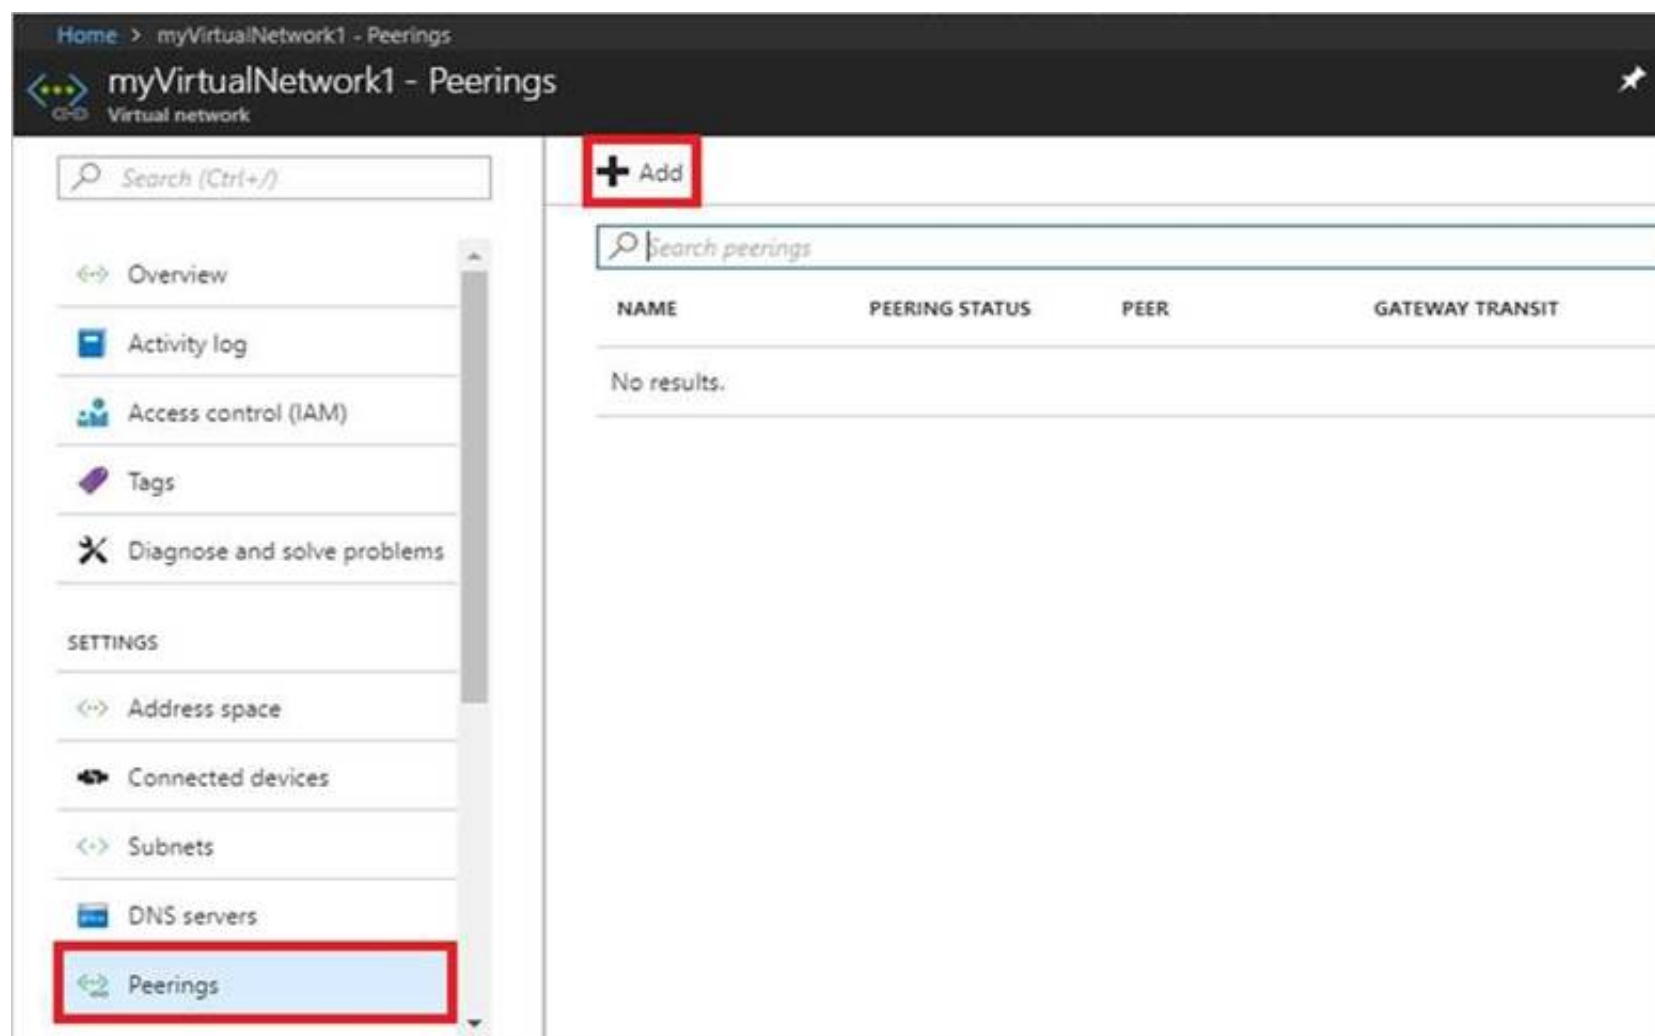 Home > myVirtualNetwork1 - Peerings
myVirtualNetwork1 - Peerings
Virtual network
Search (Ctrl+/)
Overview
Activity log
Access control (IAM)
Tags
Diagnose and solve problems
SETTINGS
Address space
Connected devices
Subnets
DNS servers
Peerings
Add
Search peerings
NAME PEERING STATUS PEER GATEWAY TRANSIT
No results.